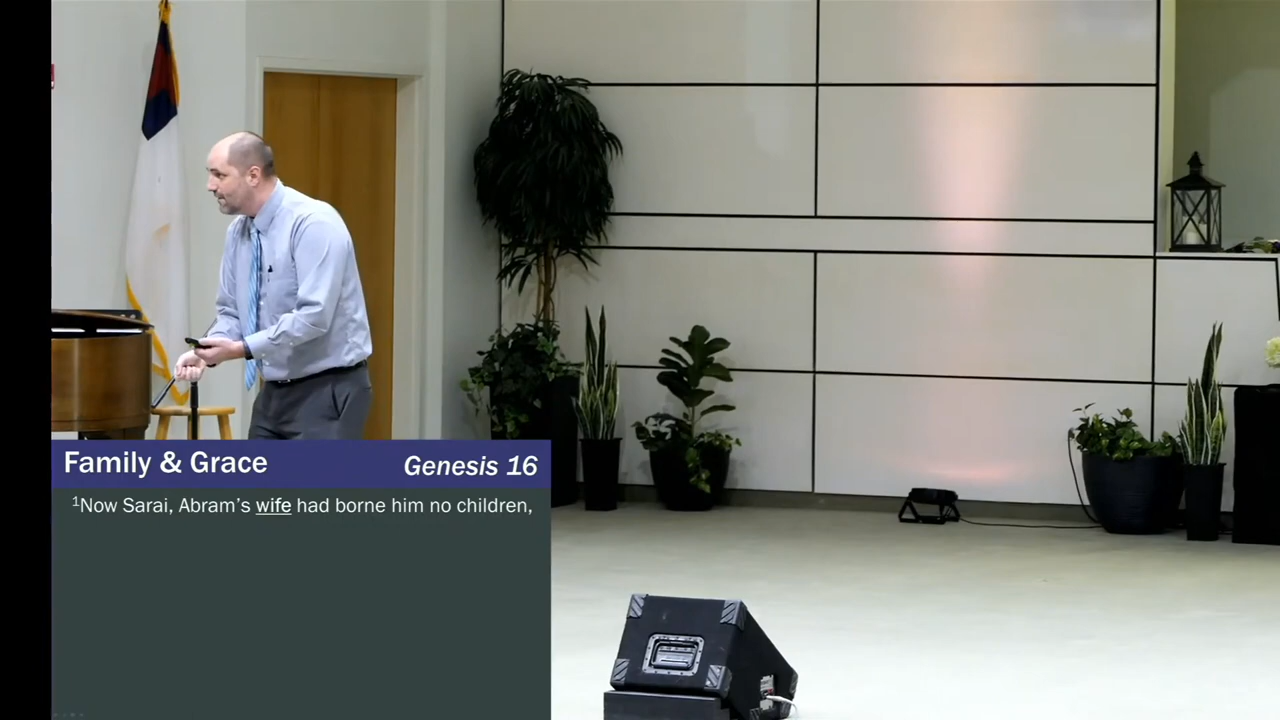 Family & Grace
Genesis 16
¹Now Sarai, Abram’s wife had borne him no children,